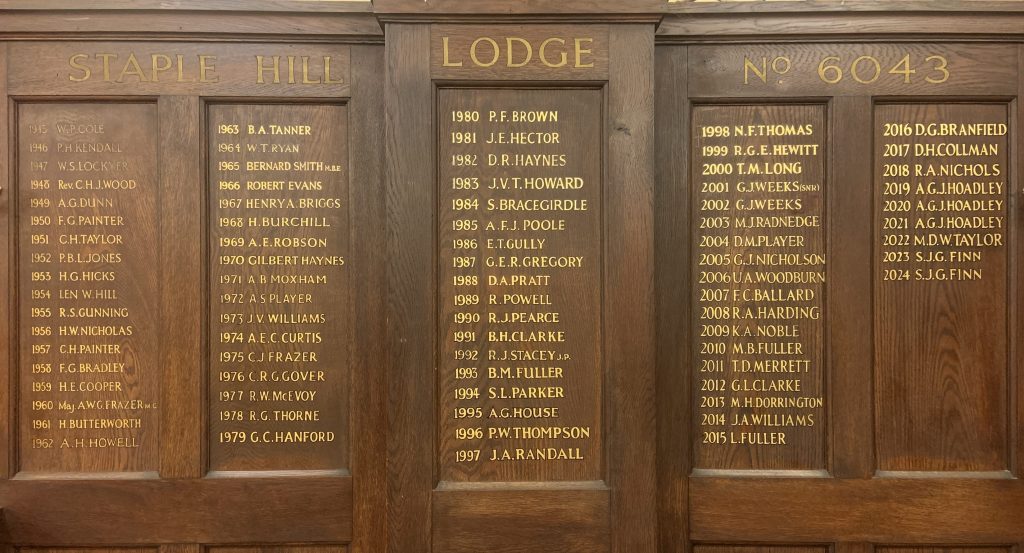 STAPLE HILL LODGE Nº 6043
1945 W.P. COLE
1946 P.H. KENDALL
1947 W.S. LOCKYER
1948 Rev. C.H.J. WOOD
1949 A.G. DUNN
1950 F.G. PAINTER
1951 C.H. TAYLOR
1952 P.B.L. JONES
1953 H.G. HICKS
1954 LEN W. HILL
1955 R.S. GUNNING
1956 H.W. NICHOLAS
1957 C.H. PAINTER
1958 F.G. BRADLEY
1959 H.E. COOPER
1960 Maj. A.W.G. FRAZER M.C.
1961 H. BUTTERWORTH
1962 A.H. HOWELL
1963 B.A. TANNER
1964 W.T. RYAN
1965 BERNARD SMITH M.B.E.
1966 ROBERT EVANS
1967 HENRY A. BRIGGS
1968 H. BURCHILL
1969 A.E. ROBSON
1970 GILBERT HAYNES
1971 A B MOXHAM
1972 A S PLAYER
1973 J.V. WILLIAMS
1974 A.E.C. CURTIS
1975 C.J. FRAZER
1976 C.R.G. GOVER
1977 R.W. McEVOY
1978 R.G. THORNE
1979 G.C. HANFORD
1980 P.F. BROWN
1981 J.E. HECTOR
1982 D.R. HAYNES
1983 J.V.T. HOWARD
1984 S. BRACEGIRDLE
1985 A.F.J. POOLE
1986 E.T. GULLY
1987 G.E.R. GREGORY
1988 D.A. PRATT
1989 R. POWELL
1990 R.J. PEARCE
1991 B.H. CLARKE
1992 R.J. STACEY J.P.
1993 B.M. FULLER
1994 S.L. PARKER
1995 A.G. HOUSE
1996 P.W. THOMPSON
1997 J.A. RANDALL
1998 N.F. THOMAS
1999 R.G.E. HEWITT
2000 T.M. LONG
2001 G.J. WEEKS (SNR)
2002 G.J. WEEKS
2003 M.J. RADNEDGE
2004 D.M. PLAYER
2005 G.J. NICHOLSON
2006 U.A. WOODBURN
2007 F.C. BALLARD
2008 R.A. HARDING
2009 K.A. NOBLE
2010 M.B. FULLER
2011 T.D. MERRETT
2012 G.L. CLARKE
2013 M.H. DORRINGTON
2014 J.A. WILLIAMS
2015 L. FULLER
2016 D.G. BRANFIELD
2017 D.H. COLLMAN
2018 R.A. NICHOLS
2019 A.G.J. HOADLEY
2020 A.G.J. HOADLEY
2021 A.G.J. HOADLEY
2022 M.D.W. TAYLOR
2023 S.J.G. FINN
2024 S.J.G. FINN